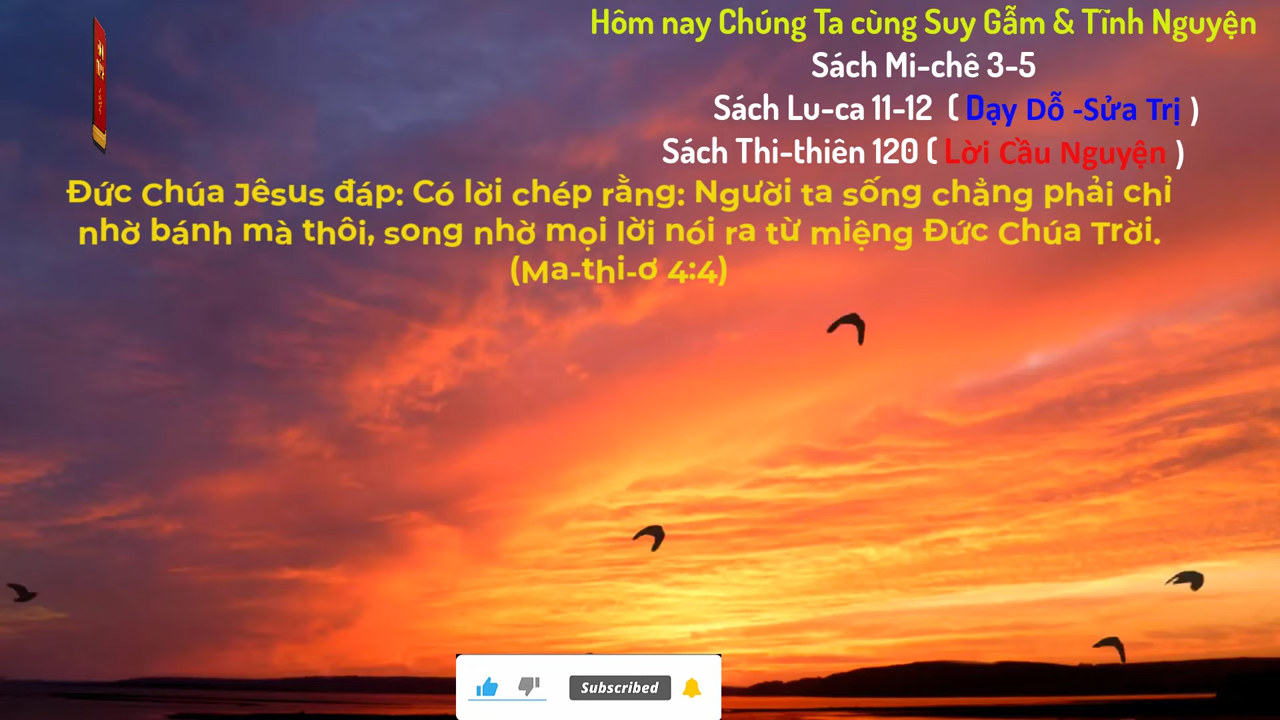 Hôm nay Chúng Ta cùng Suy Gẫm & Tĩnh Nguyện
Sách Mi-chê 3-5
Sách Lu-ca 11-12 ( Dạy Dỗ -Sửa Trị )
Sách Thi-thiên 120 ( Lời Cầu Nguyện )
Đức Chúa Jêsus đáp: Có lời chép rằng: Người ta sống chẳng phải chỉ
nhờ bánh mà thôi, song nhờ mọi lời nói ra từ miệng Đức Chúa Trời.
(Ma-thi-ơ 4:4)
Subscribed